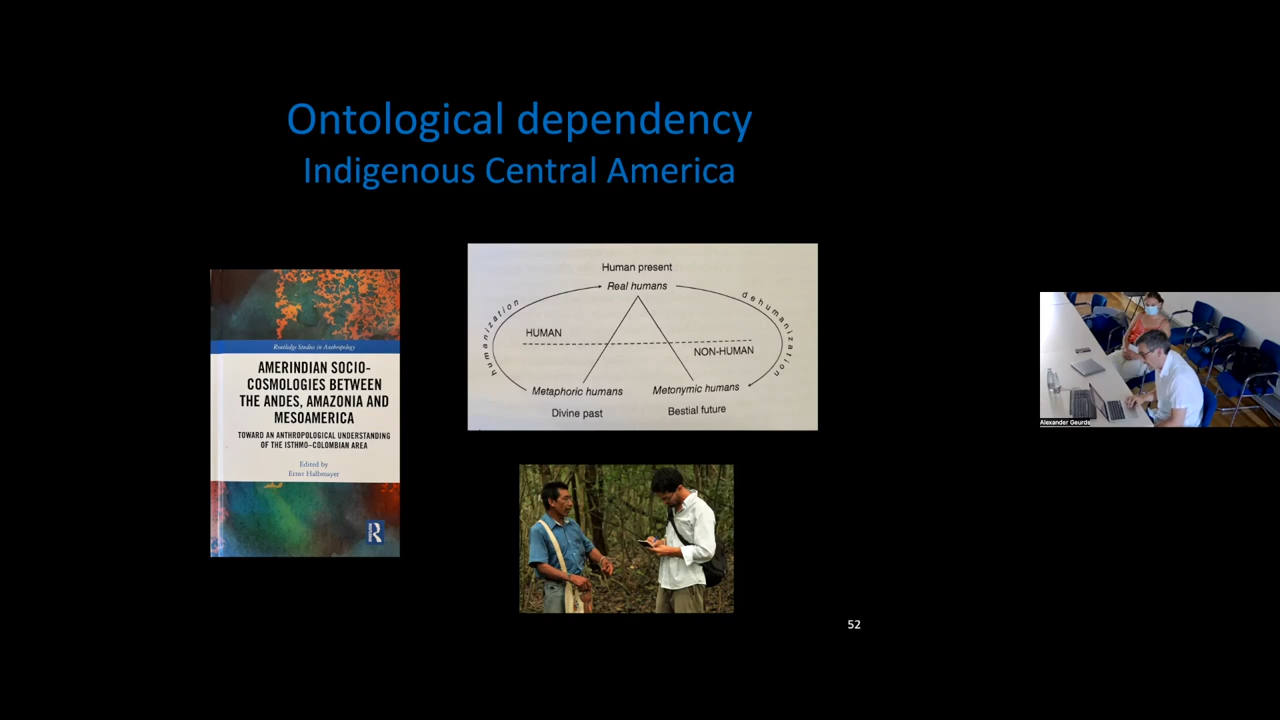 Ontological dependency
Indigenous Central America
Routledge Studies in Anthropology
AMERINDIAN SOCIO-
COSMOLOGIES BETWEEN
THE ANDES, AMAZONIA AND
MESOAMERICA
TOWARD AN ANTHROPOLOGICAL UNDERSTANDING
OF THE ISTHMO–COLOMBIAN AREA
Edited by
Ernst Halbmayer
R
Human present
Real humans
humanization
dehumanization
HUMAN
NON-HUMAN
Metaphoric humans
Metonymic humans
Divine past
Bestial future
52
Alexander Geurds